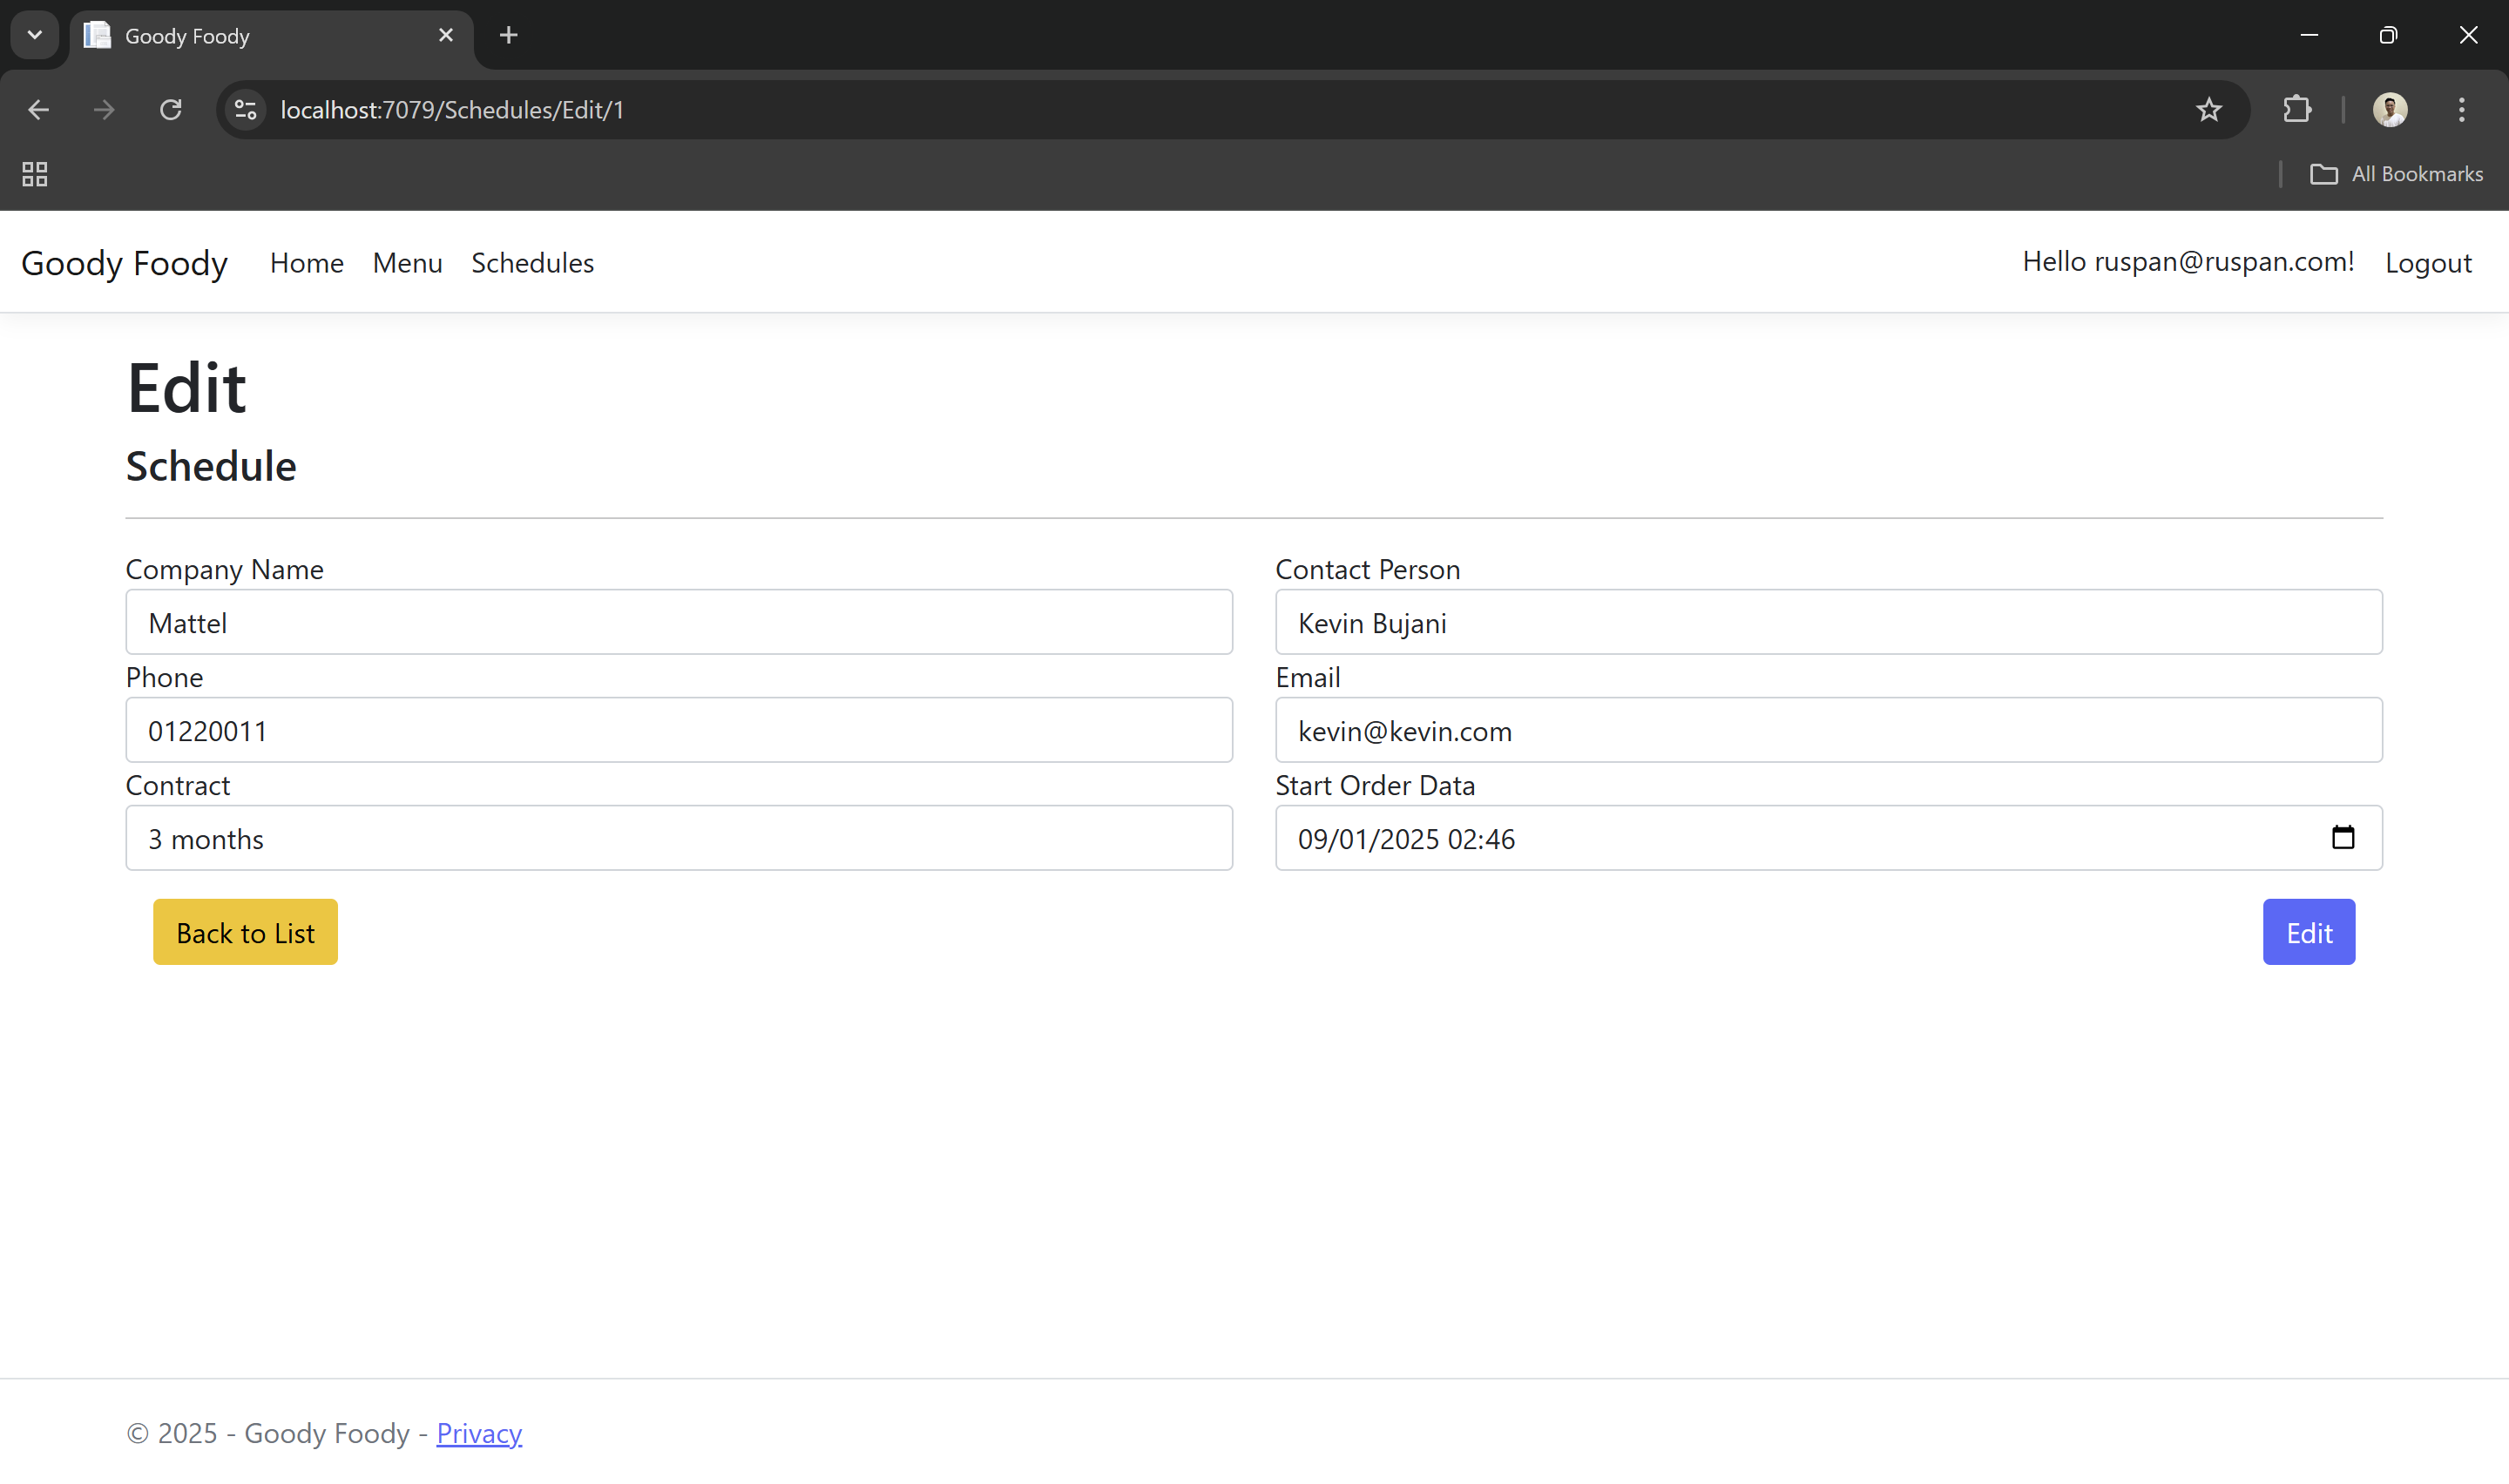 Goody Foody
localhost:7079/Schedules/Edit/1
All Bookmarks
Goody Foody Home Menu Schedules Hello ruspan@ruspan.com! Logout
Edit
Schedule
Company Name Contact Person
Mattel Kevin Bujani
Phone Email
01220011 kevin@kevin.com
Contract Start Order Data
3 months 09/01/2025 02:46
Back to List Edit
© 2025 - Goody Foody - Privacy